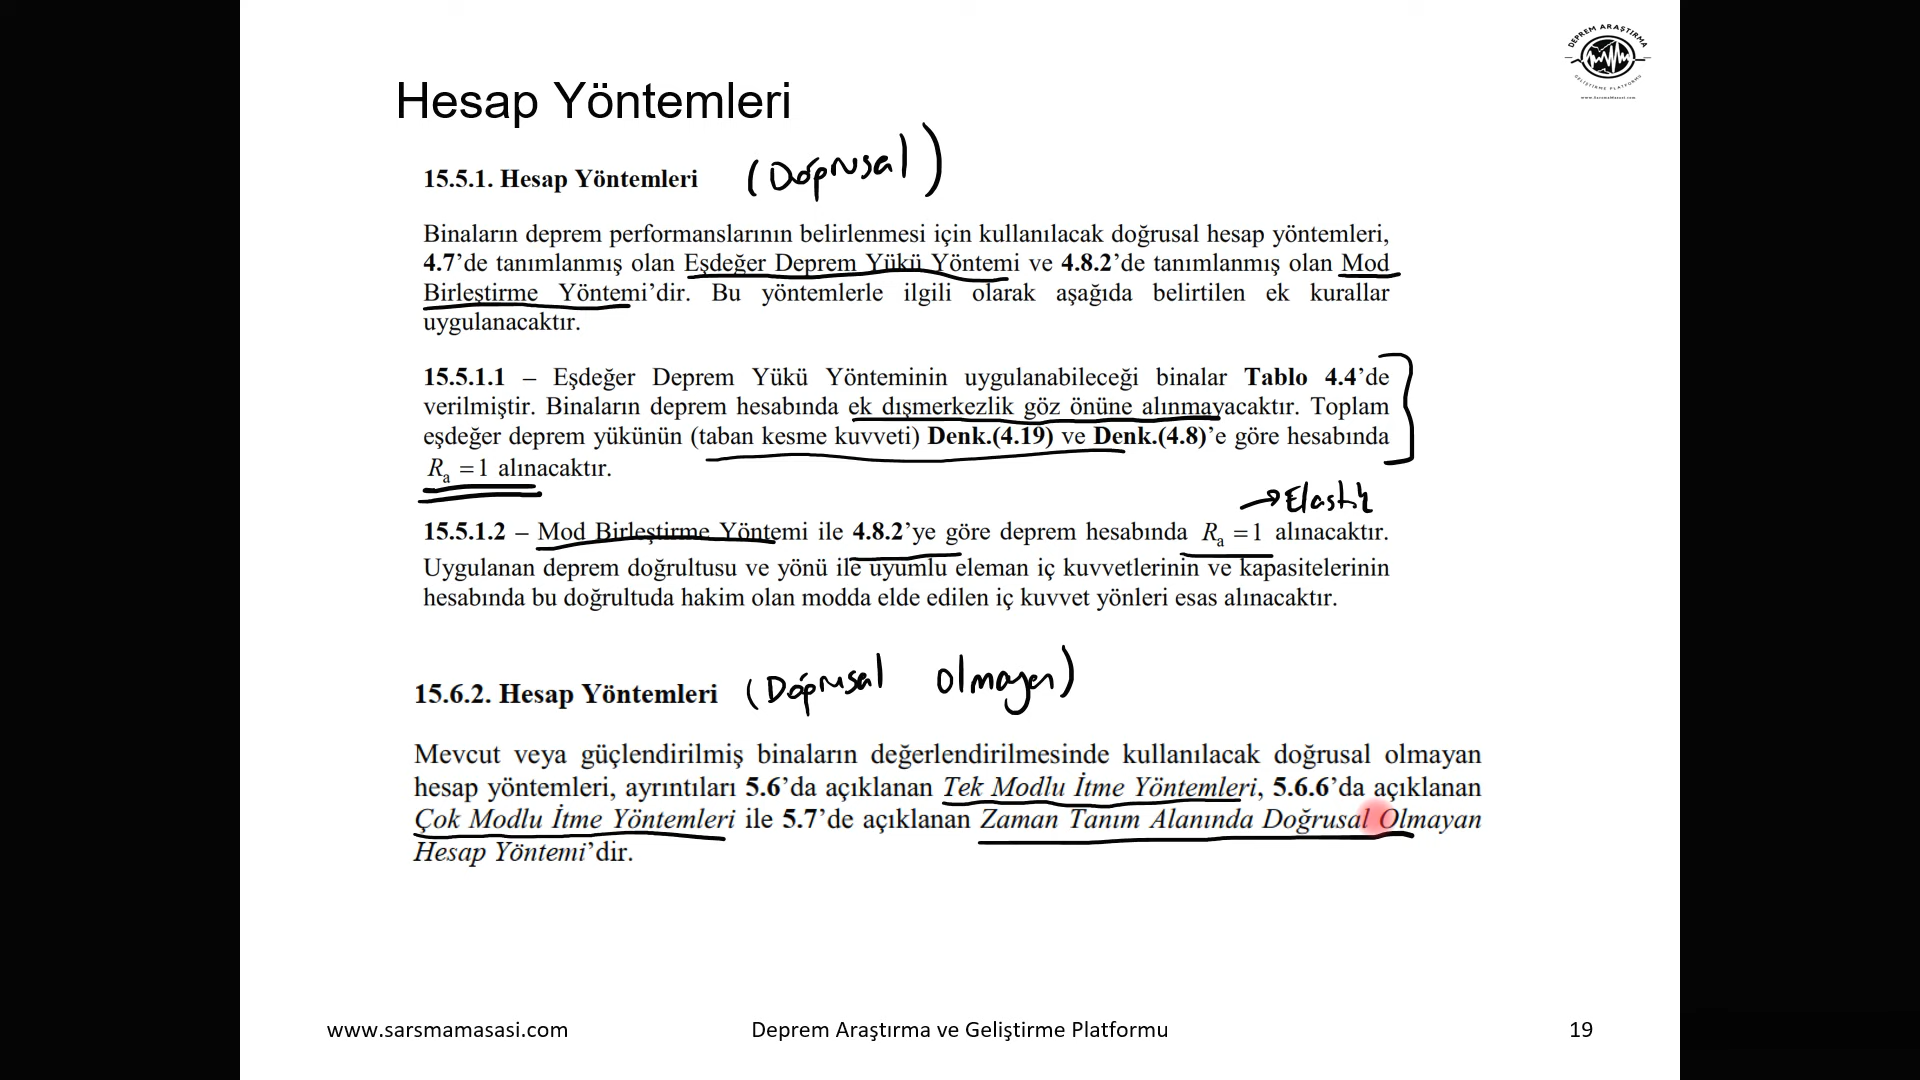 DEPREM ARAŞTIRMA
GELİŞTİRME PLATFORMU
www.SarsmaMasasi.com
Hesap Yöntemleri
15.5.1. Hesap Yöntemleri (Doğrusal)
Binaların deprem performanslarının belirlenmesi için kullanılacak doğrusal hesap yöntemleri,
4.7’de tanımlanmış olan Eşdeğer Deprem Yükü Yöntemi ve 4.8.2’de tanımlanmış olan Mod
Birleştirme Yöntemi’dir. Bu yöntemlerle ilgili olarak aşağıda belirtilen ek kurallar
uygulanacaktır.
15.5.1.1 – Eşdeğer Deprem Yükü Yönteminin uygulanabileceği binalar Tablo 4.4’de
verilmiştir. Binaların deprem hesabında ek dışmerkezlik göz önüne alınmayacaktır. Toplam
eşdeğer deprem yükünün (taban kesme kuvveti) Denk.(4.19) ve Denk.(4.8)’e göre hesabında
Ra =1 alınacaktır.
→Elastik
15.5.1.2 – Mod Birleştirme Yöntemi ile 4.8.2’ye göre deprem hesabında Ra =1 alınacaktır.
Uygulanan deprem doğrultusu ve yönü ile uyumlu eleman iç kuvvetlerinin ve kapasitelerinin
hesabında bu doğrultuda hakim olan modda elde edilen iç kuvvet yönleri esas alınacaktır.
15.6.2. Hesap Yöntemleri (Doğrusal olmayan)
Mevcut veya güçlendirilmiş binaların değerlendirilmesinde kullanılacak doğrusal olmayan
hesap yöntemleri, ayrıntıları 5.6’da açıklanan Tek Modlu İtme Yöntemleri, 5.6.6’da açıklanan
Çok Modlu İtme Yöntemleri ile 5.7’de açıklanan Zaman Tanım Alanında Doğrusal Olmayan
Hesap Yöntemi’dir.
www.sarsmamasasi.com Deprem Araştırma ve Geliştirme Platformu 19